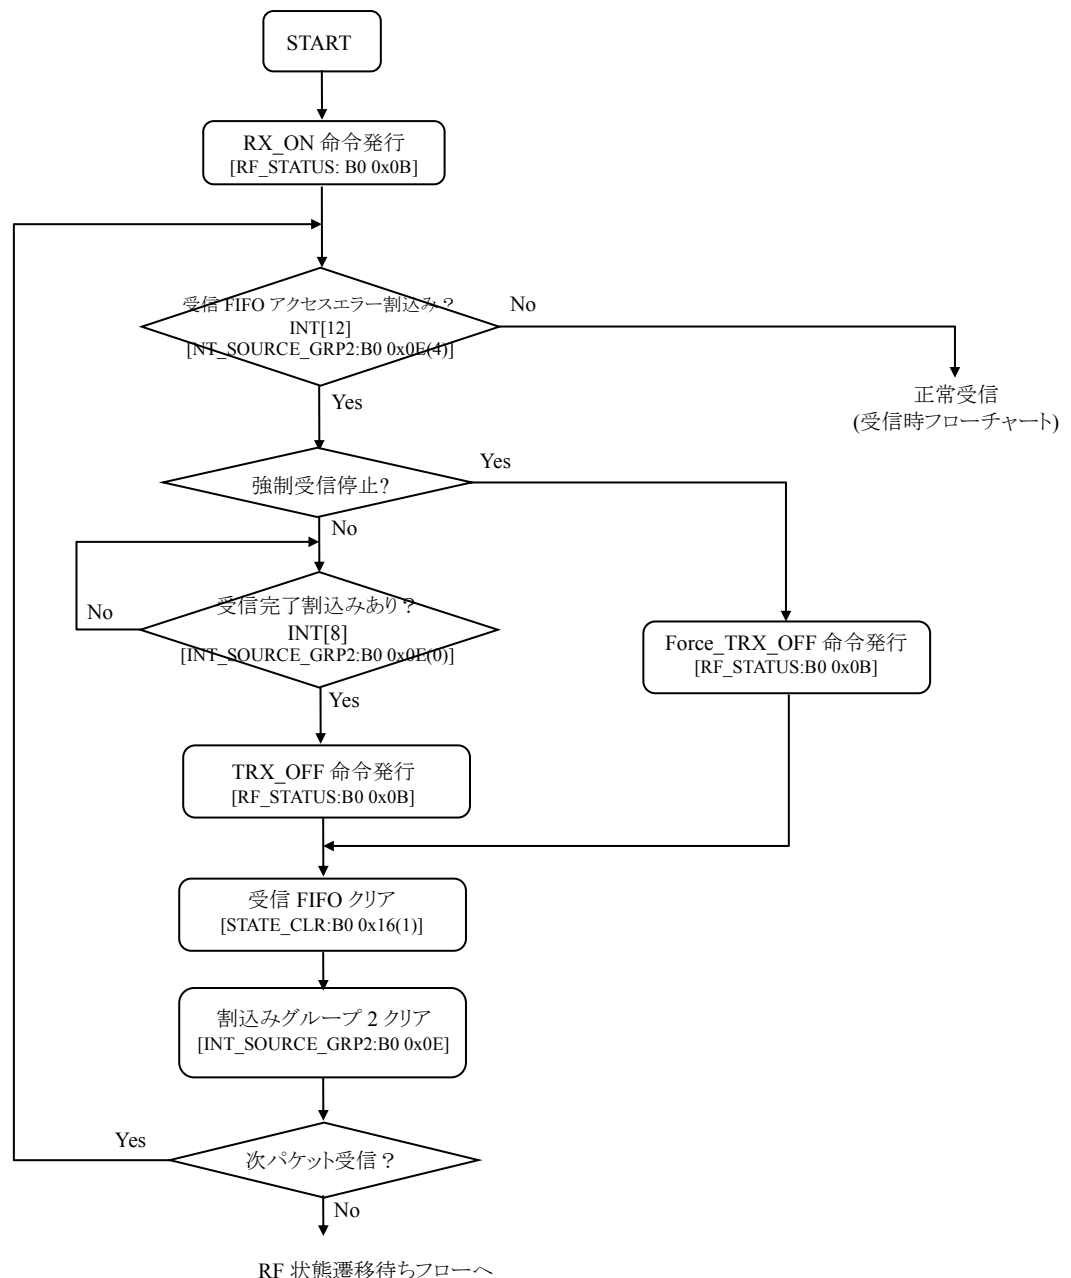 START
RX_ON 命令発行
[RF_STATUS: B0 0x0B]
受信 FIFO アクセスエラー割込み？
INT[12]
[NT_SOURCE_GRP2:B0 0x0E(4)]
No
正常受信
(受信時フローチャート)
Yes
強制受信停止?
Yes
No
受信完了割込みあり？
INT[8]
[INT_SOURCE_GRP2:B0 0x0E(0)]
No
Force_TRX_OFF 命令発行
[RF_STATUS:B0 0x0B]
Yes
TRX_OFF 命令発行
[RF_STATUS:B0 0x0B]
受信 FIFO クリア
[STATE_CLR:B0 0x16(1)]
割込みグループ 2 クリア
[INT_SOURCE_GRP2:B0 0x0E]
Yes
次パケット受信？
No
RF 状態遷移待ちフローへ